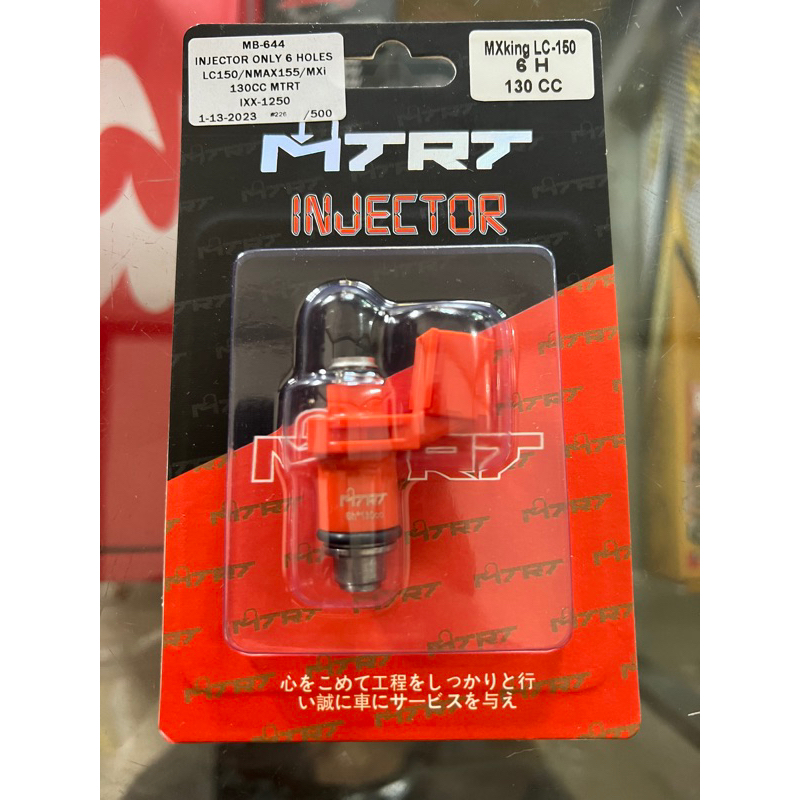 MB-644
INJECTOR ONLY 6 HOLES
LC150/NMAX155/MXi
130CC MTRT
IXX-1250
1-13-2023 #226 /500
MXking LC-150
6 H
130 CC
MTRT
INJECTOR
MTRT
MTRT
心をこめて工程をしっかりと行
い誠に車にサービスを与え